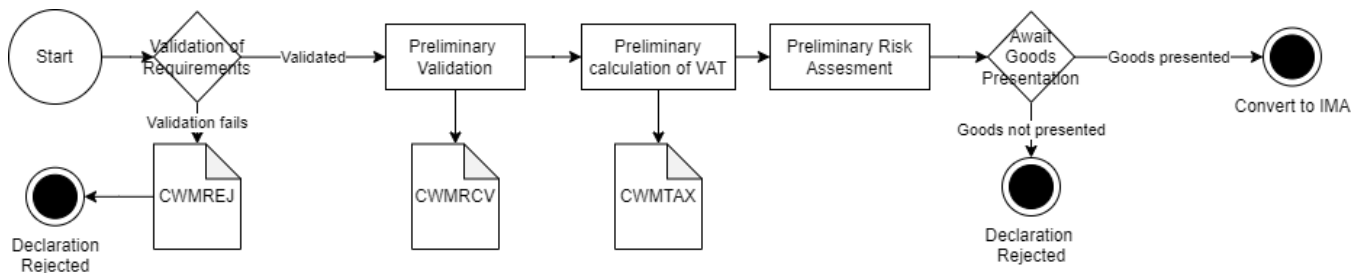 Start
Validation of
Requirements
Validated
Preliminary
Validation
Preliminary
calculation of VAT
Preliminary Risk
Assesment
Await
Goods
Presentation
Goods presented
Convert to IMA
Validation fails
Goods not presented
CWMREJ
CWMRCV
CWMTAX
Declaration
Rejected
Declaration
Rejected